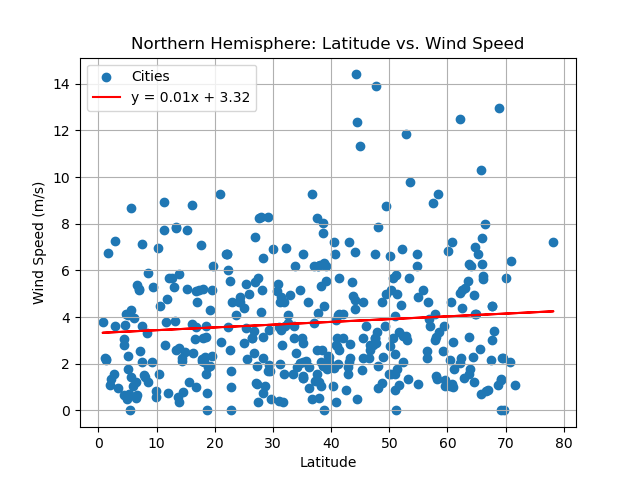 Northern Hemisphere: Latitude vs. Wind Speed
Cities
y = 0.01x + 3.32
Wind Speed (m/s)
14
12
10
8
6
4
2
0
0 10 20 30 40 50 60 70 80
Latitude